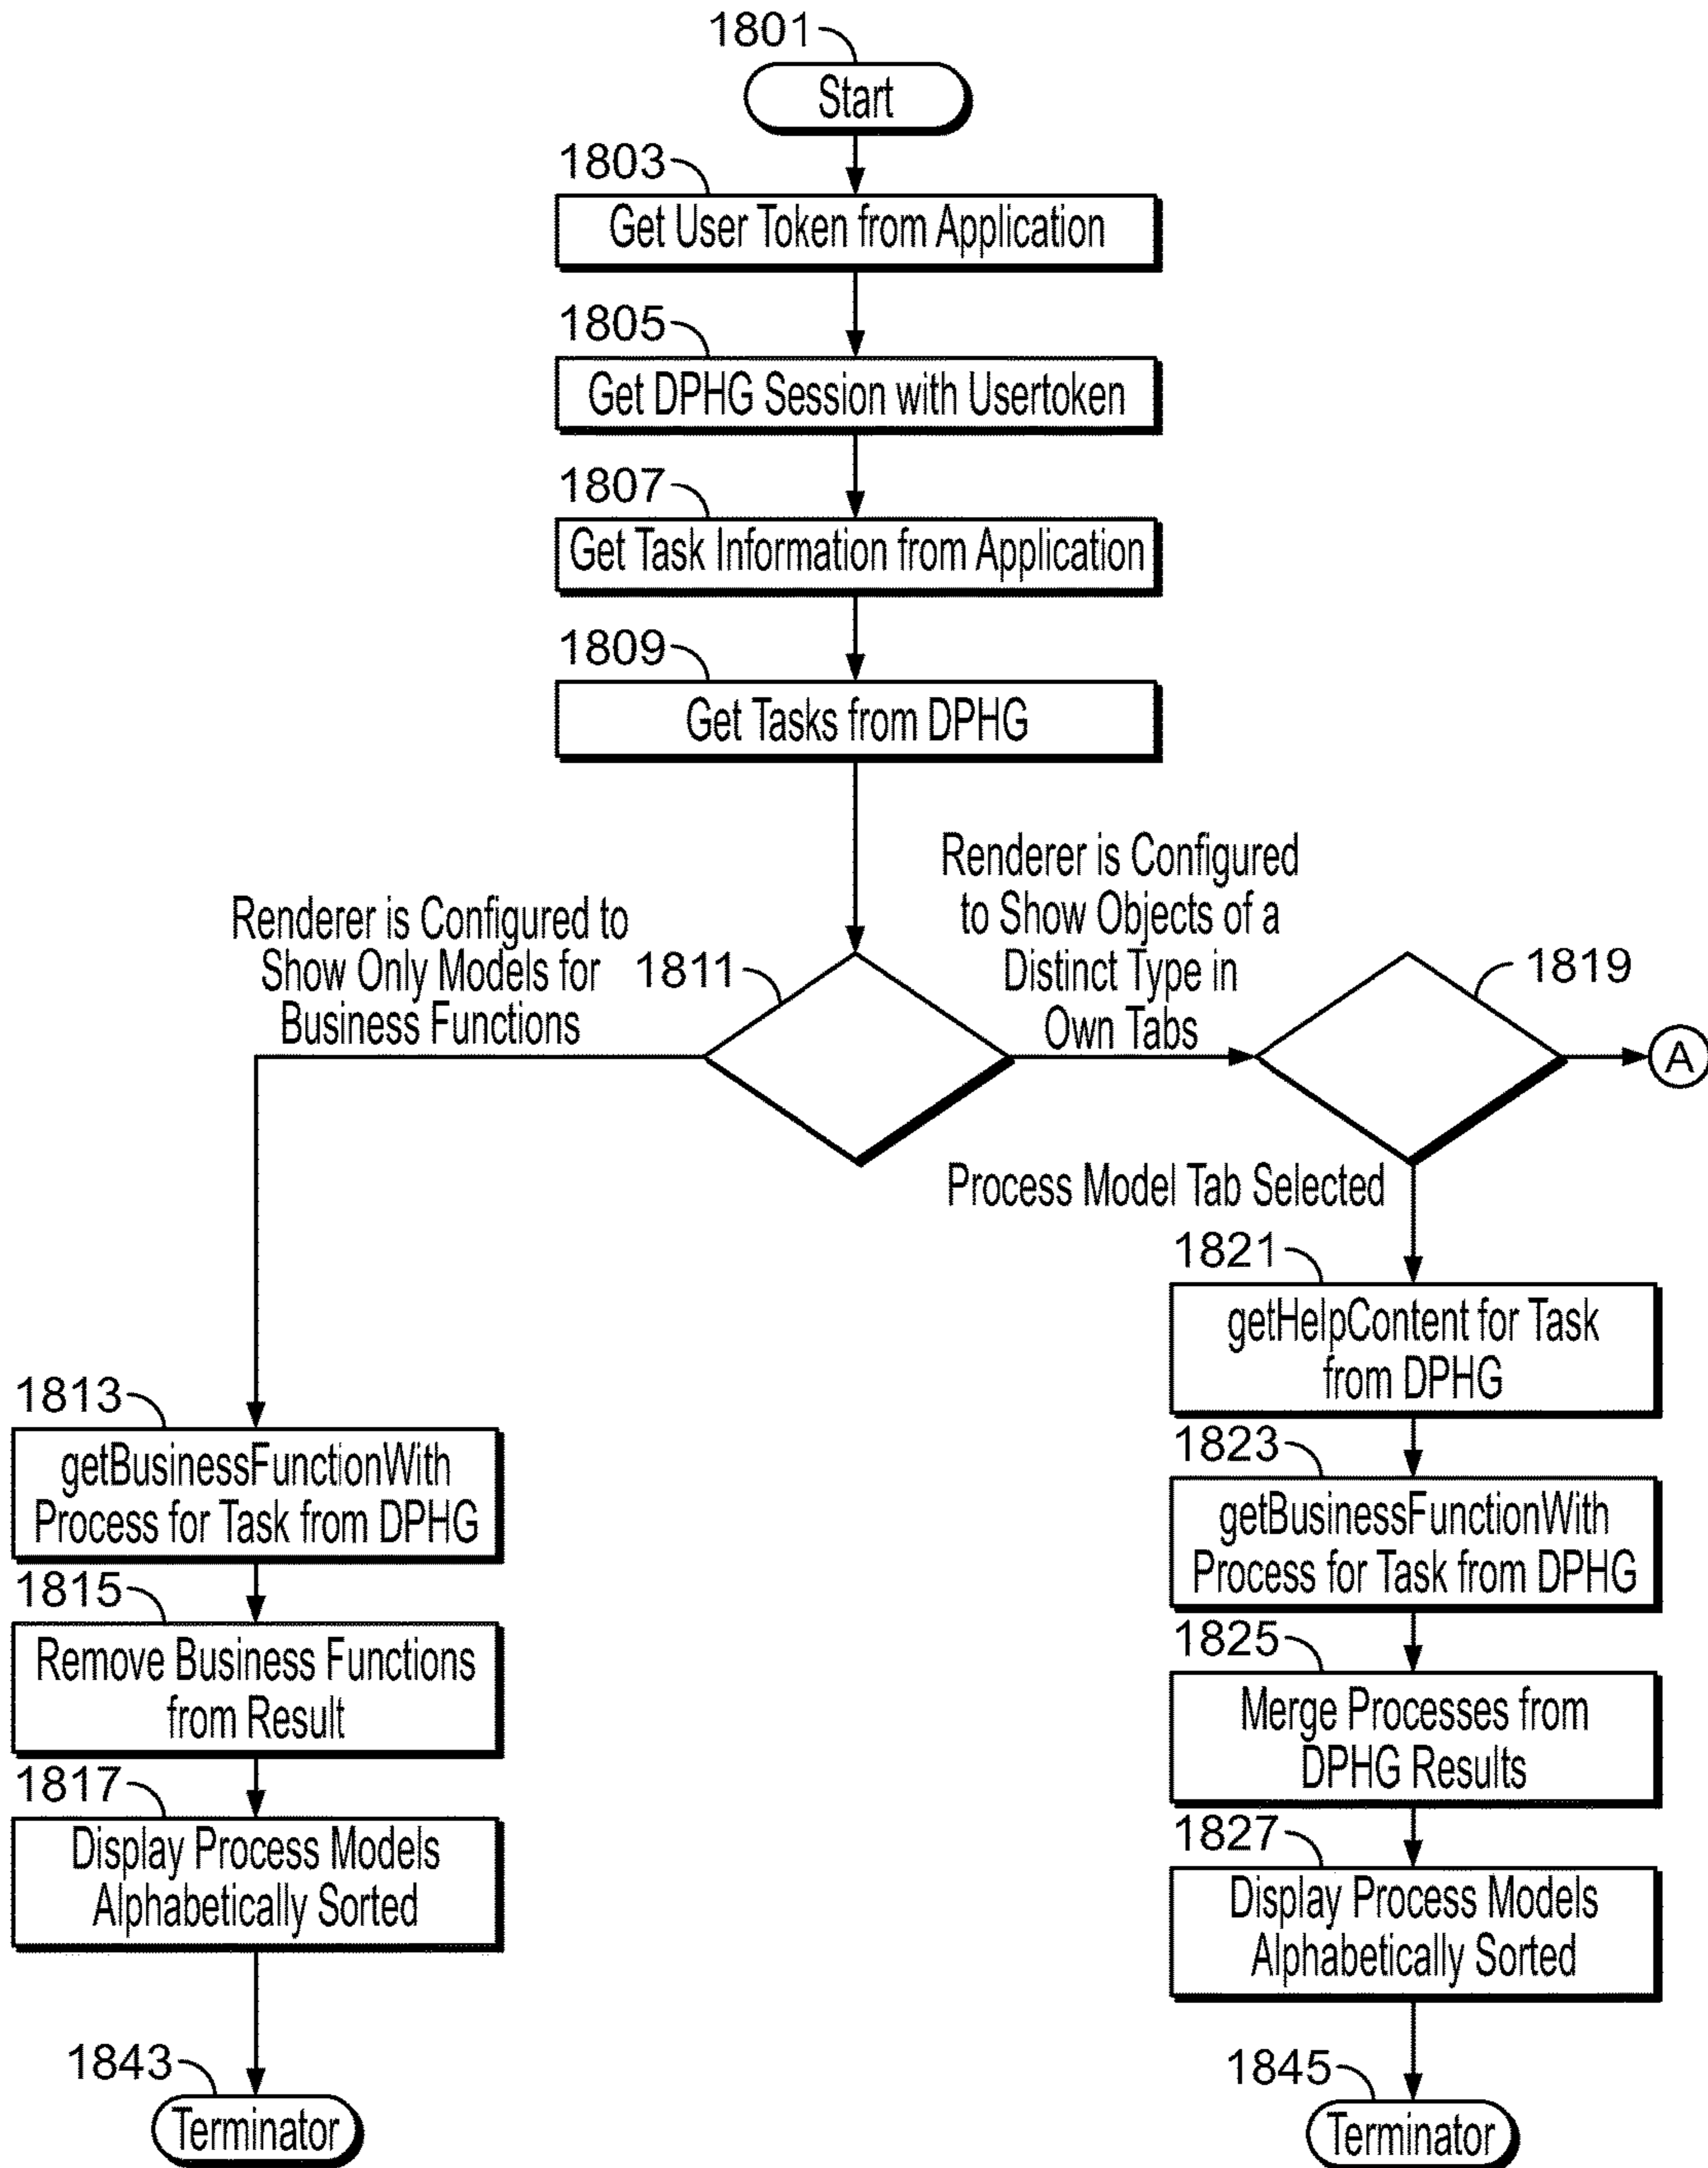 1801
Start
1803
Get User Token from Application
1805
Get DPHG Session with Usertoken
1807
Get Task Information from Application
1809
Get Tasks from DPHG
Renderer is Configured to
Show Only Models for
Business Functions
1811
Renderer is Configured
to Show Objects of a
Distinct Type in
Own Tabs
1819
A
Process Model Tab Selected
1813
getBusinessFunctionWith
Process for Task from DPHG
1815
Remove Business Functions
from Result
1817
Display Process Models
Alphabetically Sorted
1843
Terminator
1821
getHelpContent for Task
from DPHG
1823
getBusinessFunctionWith
Process for Task from DPHG
1825
Merge Processes from
DPHG Results
1827
Display Process Models
Alphabetically Sorted
1845
Terminator